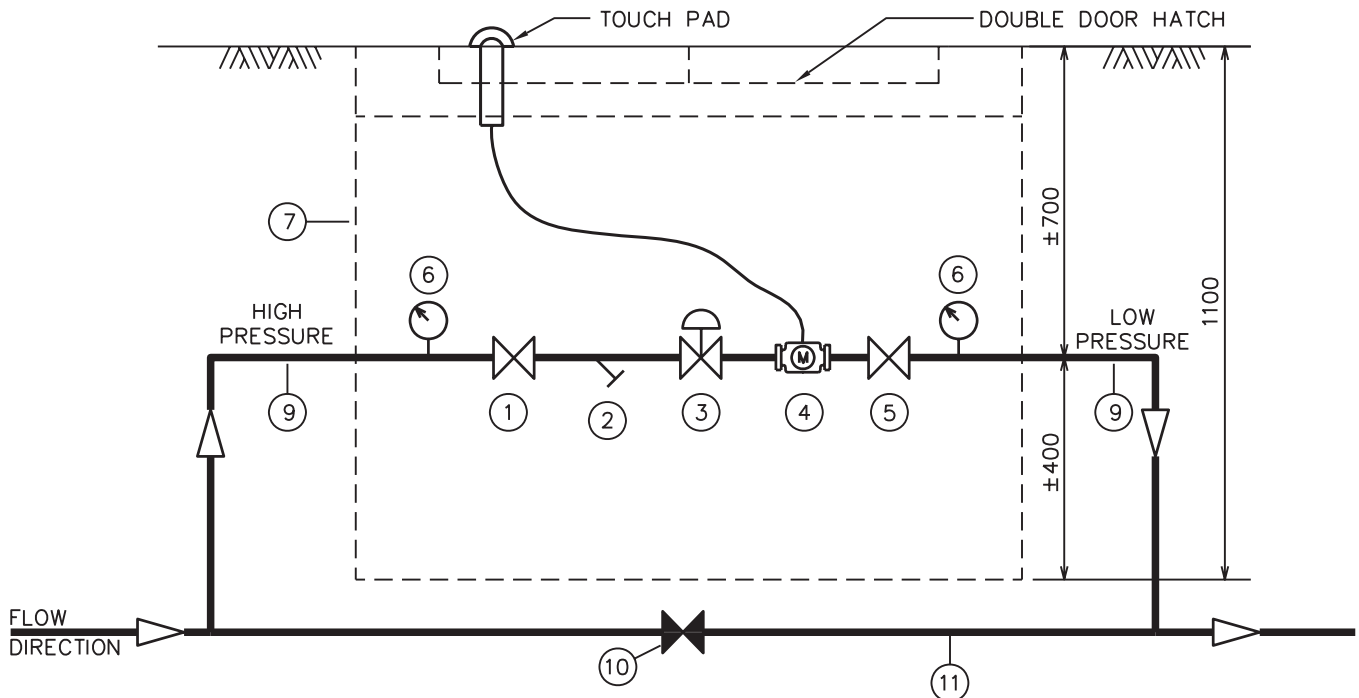 TOUCH PAD
DOUBLE DOOR HATCH
7
±700
1100
6
6
HIGH
PRESSURE
LOW
PRESSURE
M
9
1
2
3
4
5
9
±400
FLOW
DIRECTION
10
11